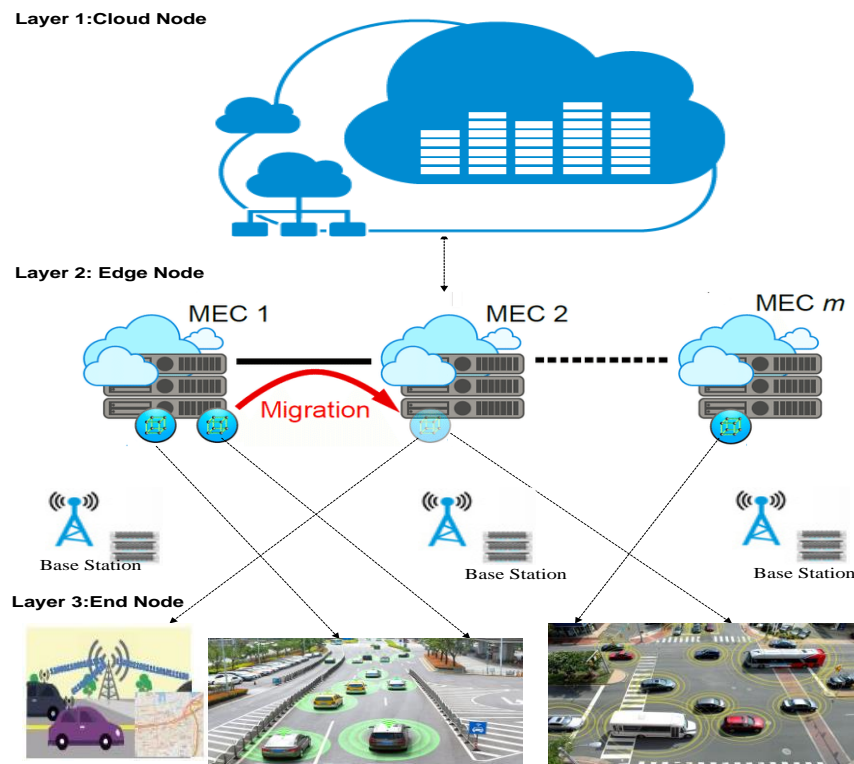 Layer 1:Cloud Node
Layer 2: Edge Node
MEC 1
MEC 2
MEC m
Migration
Base Station
Base Station
Base Station
Layer 3:End Node